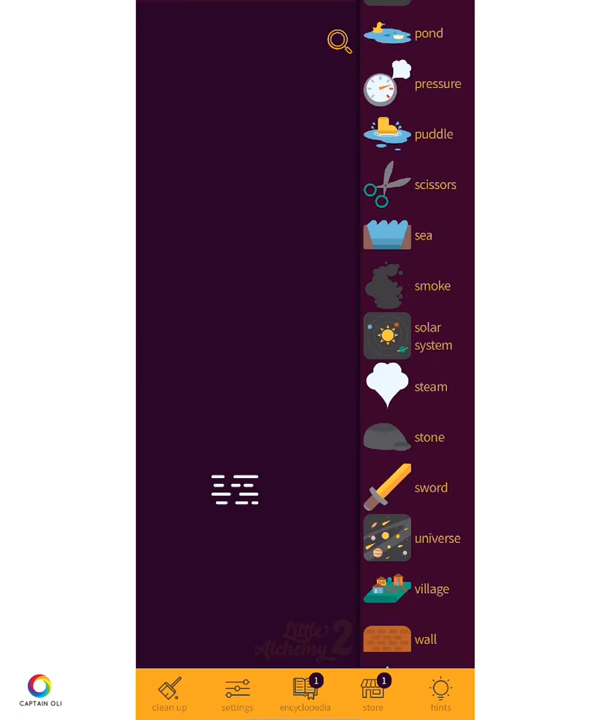 pond
pressure
puddle
scissors
sea
smoke
solar
system
steam
stone
sword
universe
village
wall
Little
Alchemy 2
1
1
clean up
settings
encyclopedia
store
hints
CAPTAIN OLI